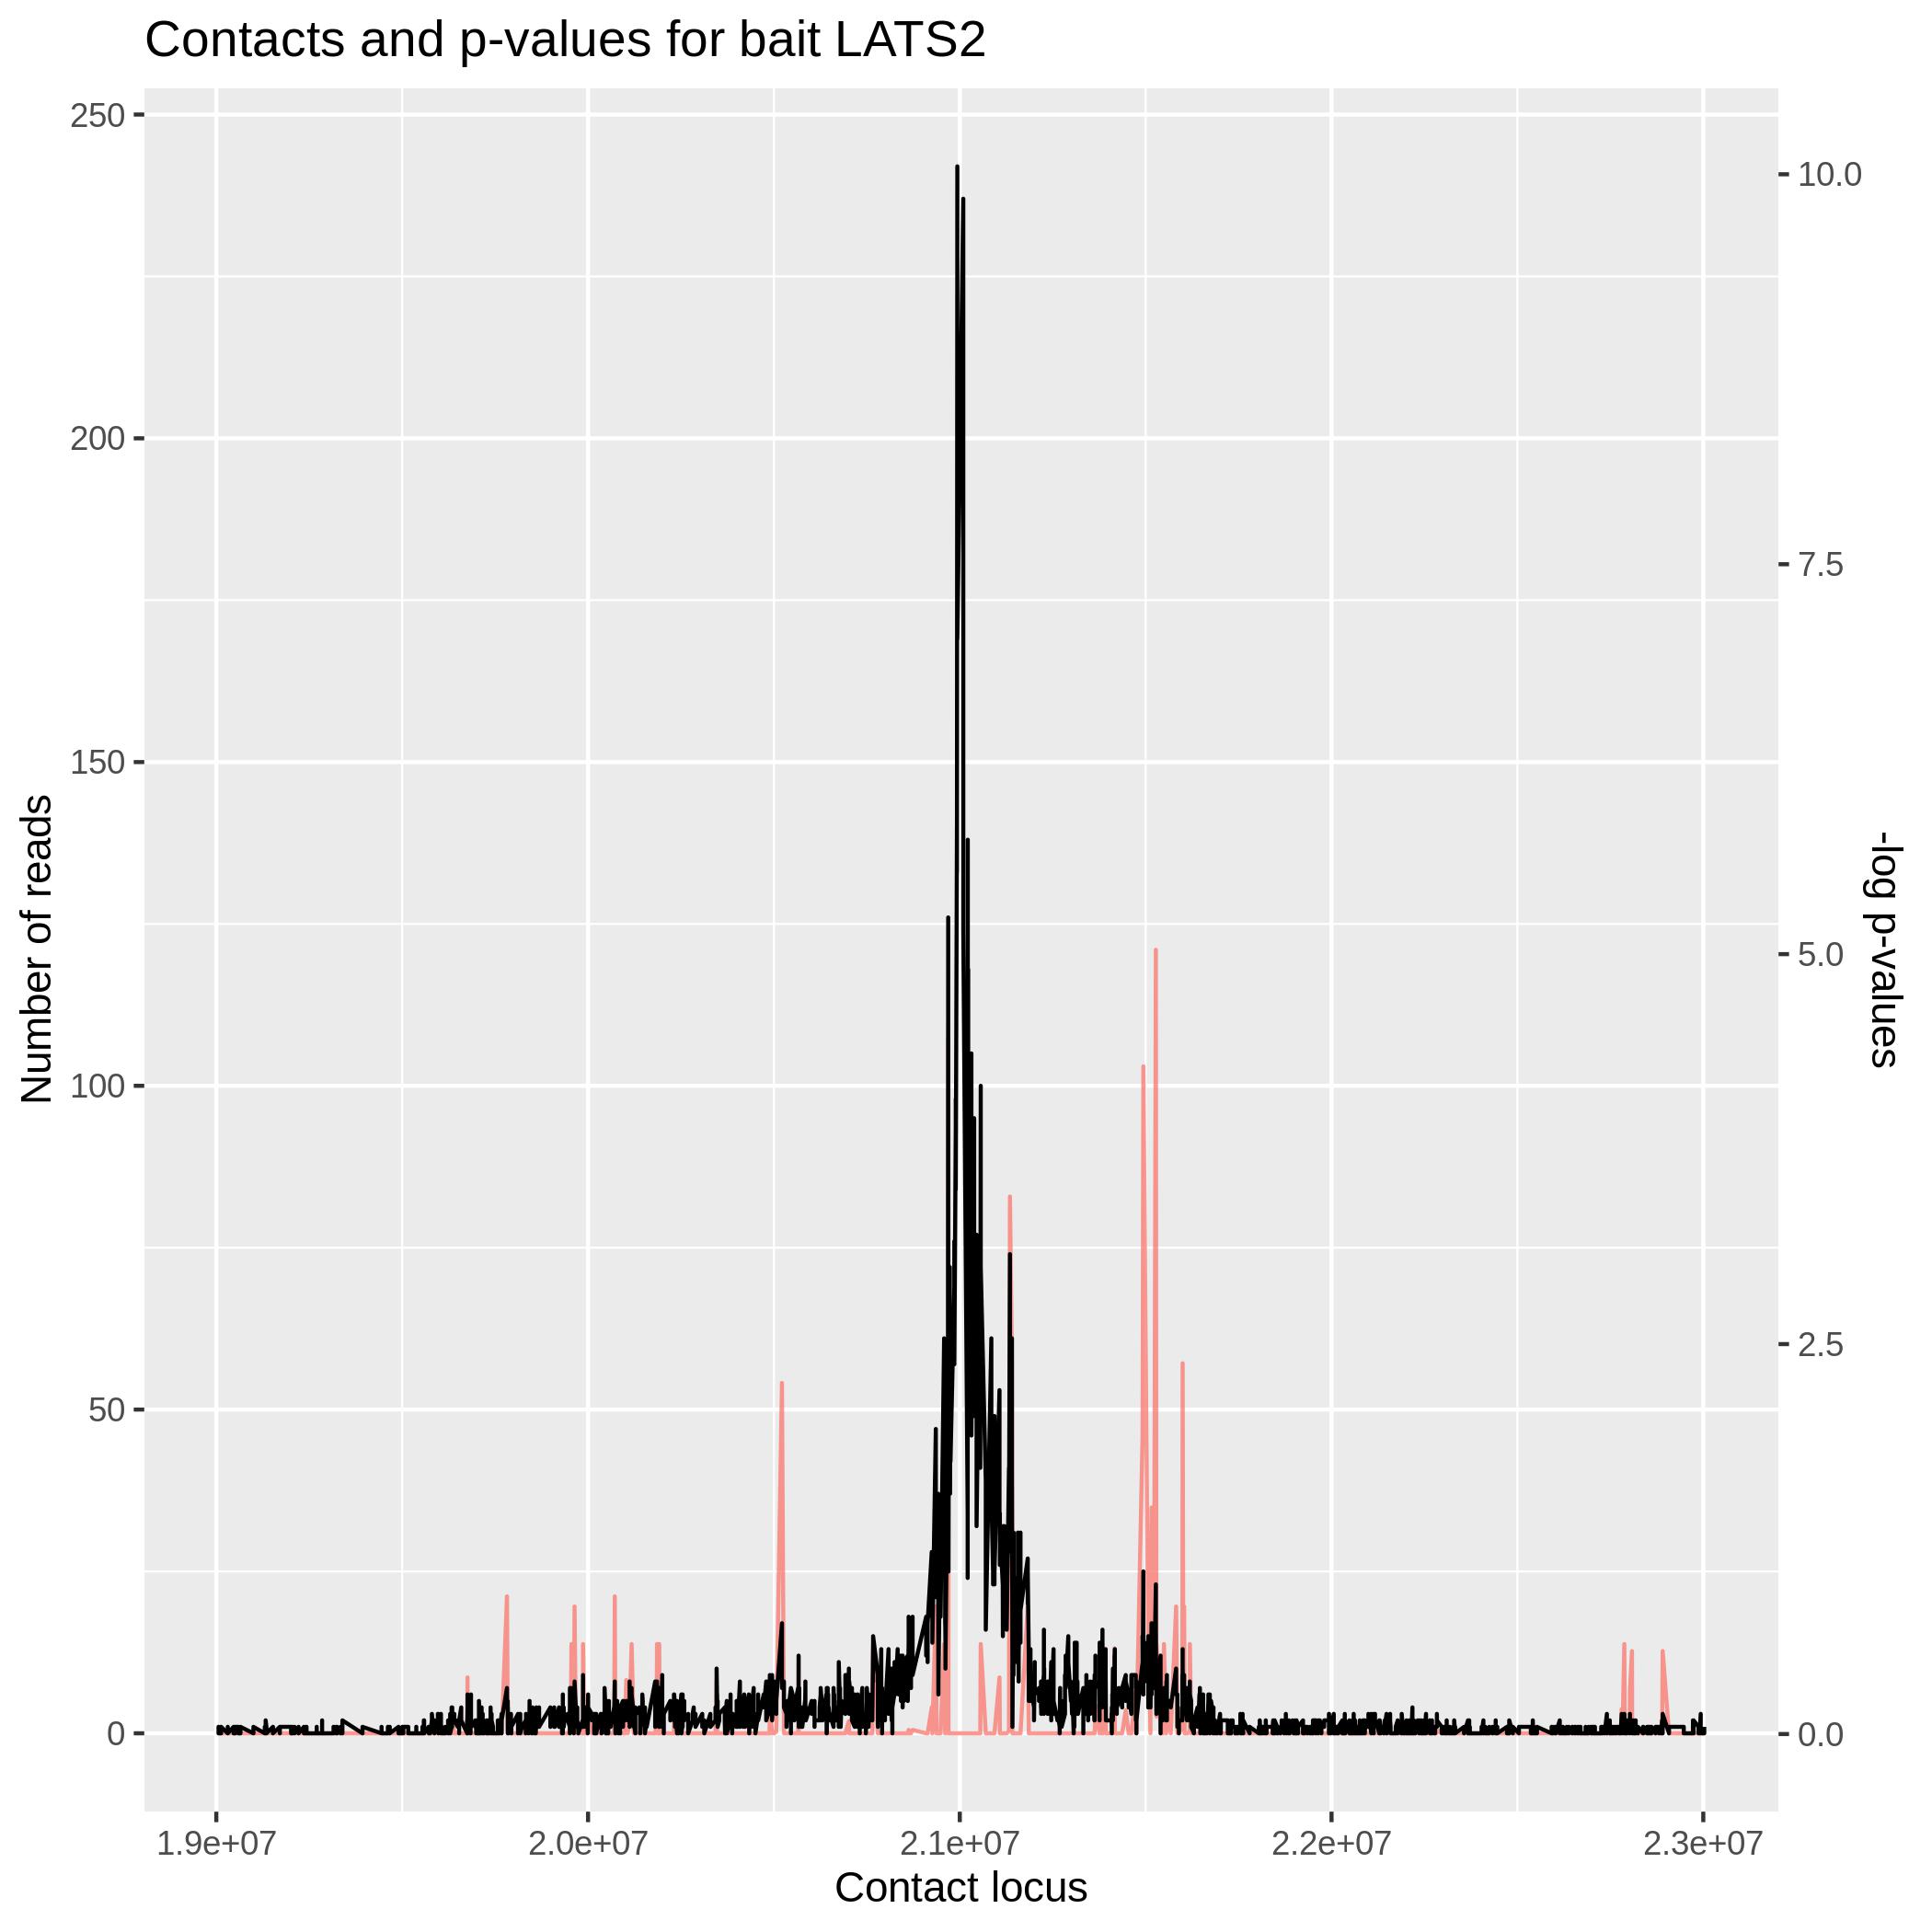 Contacts and p-values for bait LATS2
250
200
150
100
50
0
Number of reads
10.0
7.5
5.0
2.5
0.0
-log p-values
1.9e+07
2.0e+07
2.1e+07
2.2e+07
2.3e+07
Contact locus